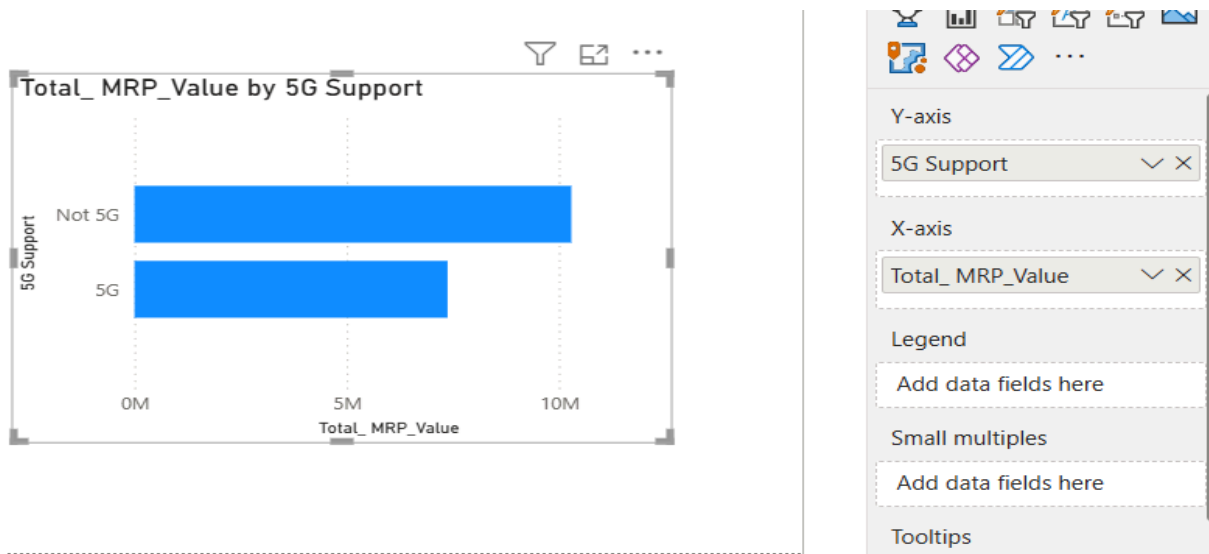 Total_ MRP_Value by 5G Support
5G Support
Not 5G
5G
0M
5M
10M
Total_ MRP_Value
Y-axis
5G Support
X-axis
Total_ MRP_Value
Legend
Add data fields here
Small multiples
Add data fields here
Tooltips